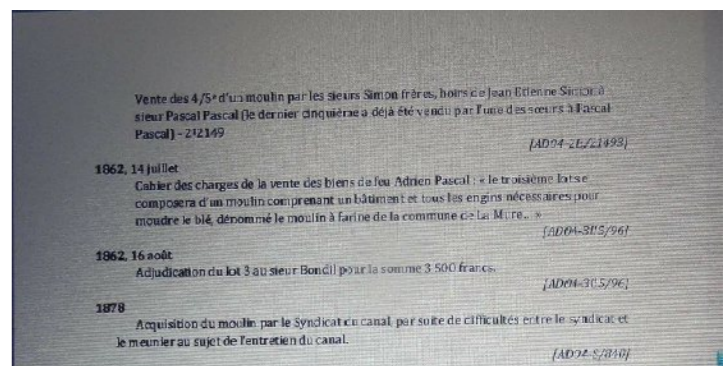 Vente des 4/5e d'un moulin par les sieurs Simon frères, hoirs de Jean Etienne Simon à
sieur Pascal Pascal (le dernier cinquième a déjà été vendu par l'une des sœurs à Pascal
Pascal) - 2
1862, 14 juillet
Cahier des charges de la vente des biens de feu Adrien Pascal : « le troisième lot se
composera d'un moulin comprenant un bâtiment et tous les engins nécessaires pour
moudre le blé, dénommé le moulin à farine de la commune de La Mure.. »
1862, 16 août
Adjudication du lot 3 au sieur Bondil pour la somme 3 500 francs.
1878
Acquisition du moulin par le Syndicat du canal, par suite de difficultés entre le syndicat et
le meunier au sujet de l'entretien du canal.